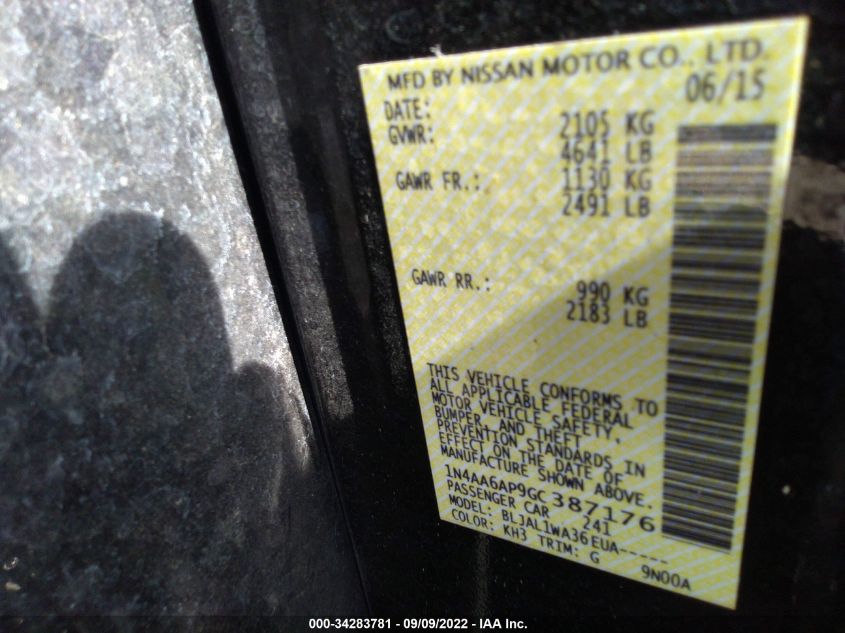 MFD BY NISSAN MOTOR CO., LTD.
DATE: 06/15
GVWR: 2105 KG
4641 LB
GAWR FR.: 1130 KG
2491 LB
GAWR RR.: 990 KG
2183 LB
THIS VEHICLE CONFORMS TO
ALL APPLICABLE FEDERAL
MOTOR VEHICLE SAFETY,
BUMPER, AND THEFT
PREVENTION STANDARDS IN
EFFECT ON THE DATE OF
MANUFACTURE SHOWN ABOVE.
1N4AA6AP9GC387176
PASSENGER CAR 241
MODEL: BLJAL1WA36EUA-----
COLOR: KH3 TRIM: G 9N00A
000-34283781 - 09/09/2022 - IAA Inc.